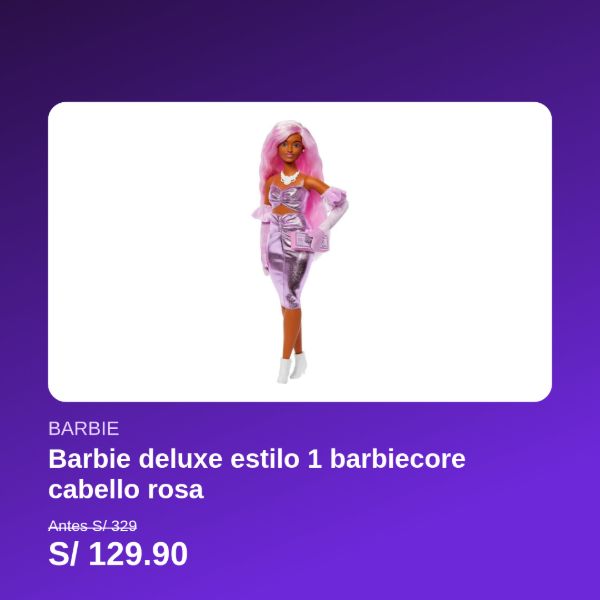 BARBIE
Barbie deluxe estilo 1 barbiecore
cabello rosa
Antes S/ 329
S/ 129.90